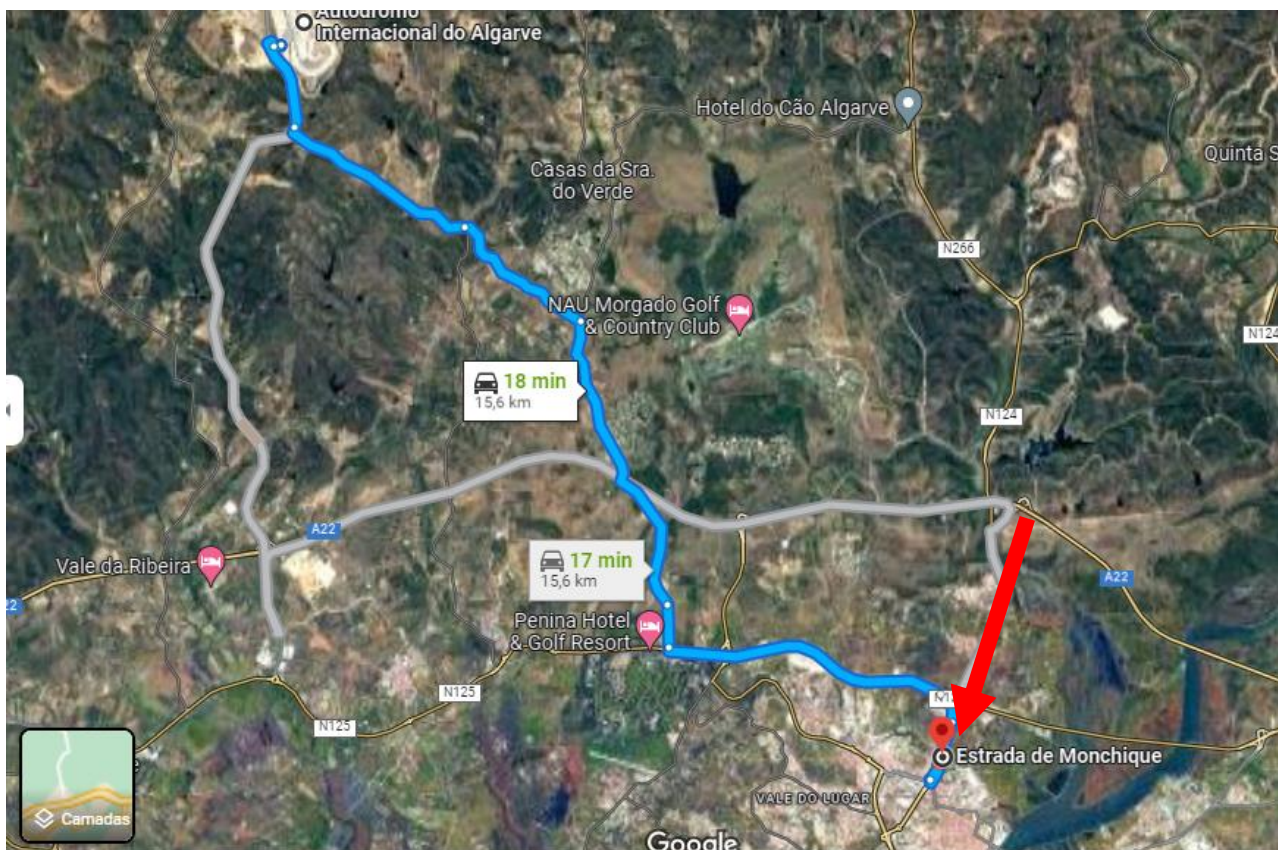 Autódromo
Internacional do Algarve
Hotel do Cão Algarve
Quinta S
Casas da Sra.
do Verde
N266
NAU Morgado Golf
& Country Club
N124
18 min
15,6 km
N124
A22
17 min
15,6 km
Vale da Ribeira
A22
22
Penina Hotel
& Golf Resort
N125
N125
Estrada de Monchique
VALE DO LUGAR
Camadas
Google